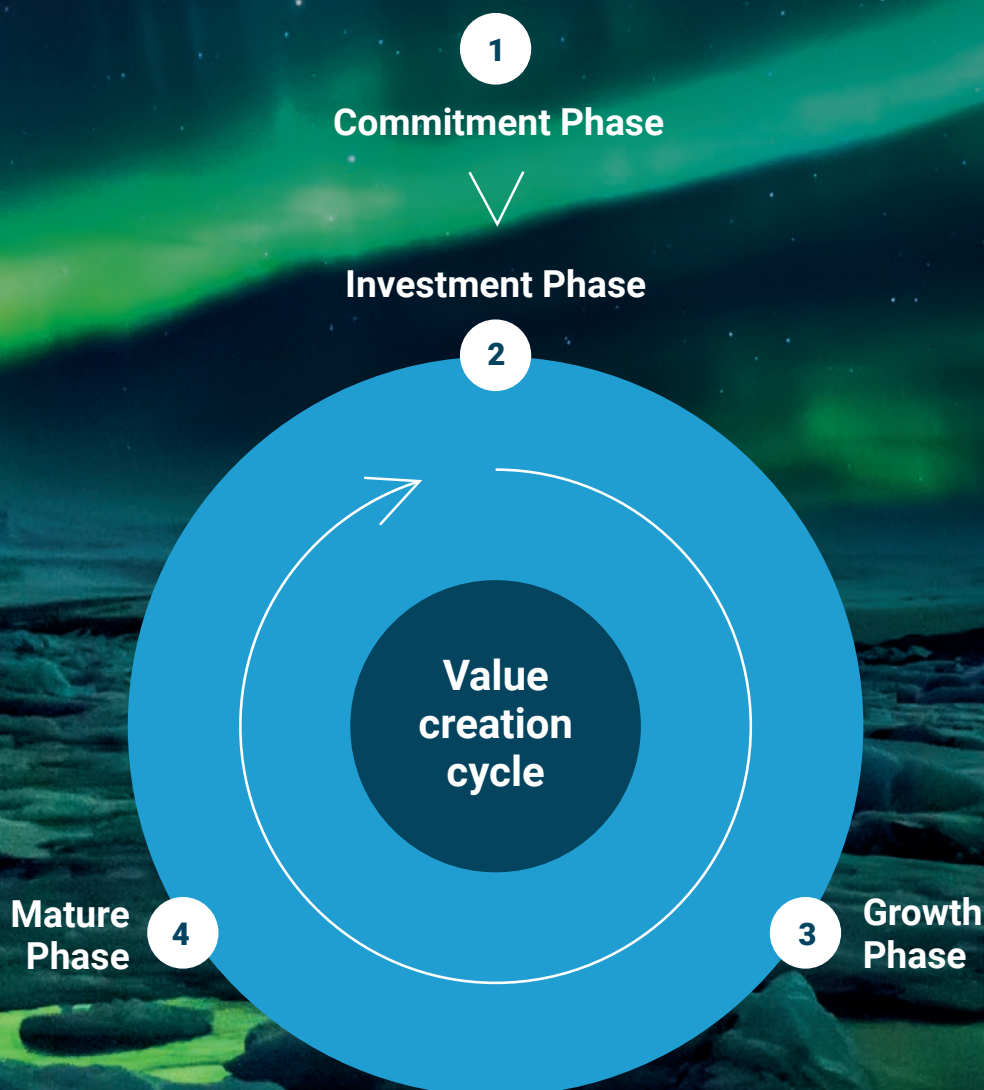 1
Commitment Phase
Investment Phase
2
Value
creation
cycle
Mature
Phase
4
3
Growth
Phase